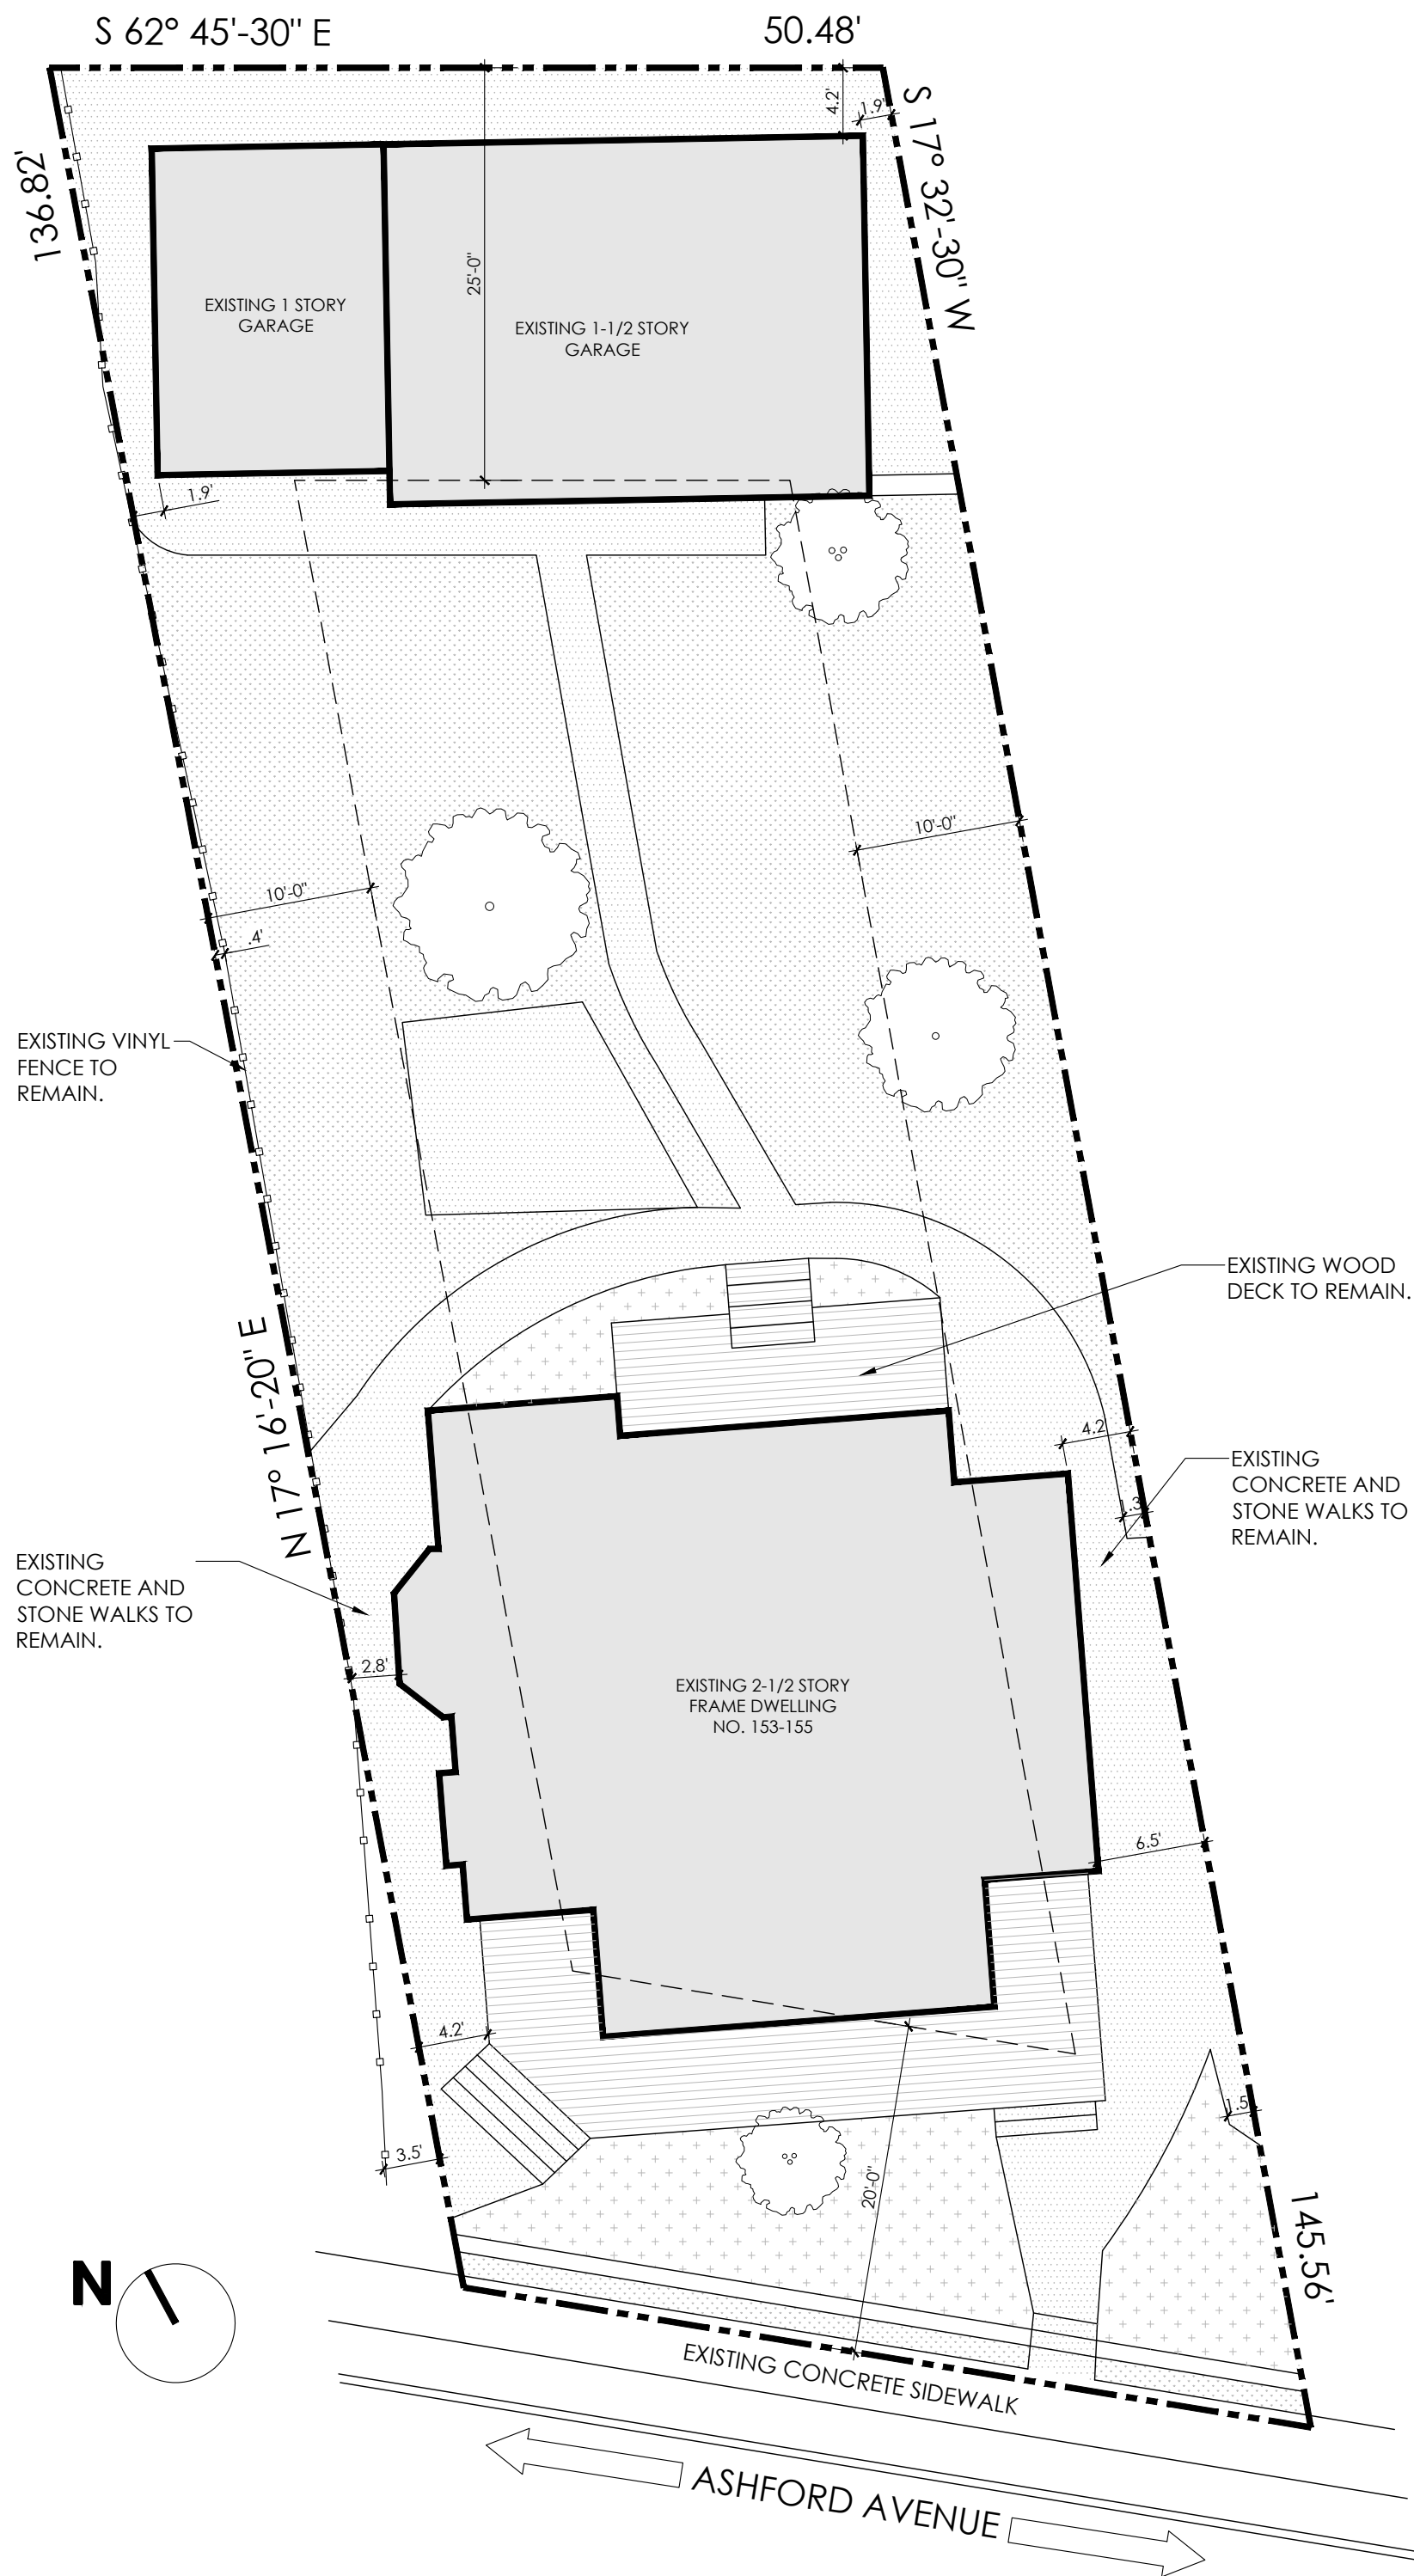 S 62° 45'-30" E
50.48'
4.2'
1.9'
136.82'
S 17° 32'-30" W
25'-0"
EXISTING 1 STORY
GARAGE
EXISTING 1-1/2 STORY
GARAGE
1.9'
10'-0"
10'-0"
.4'
EXISTING VINYL
FENCE TO
REMAIN.
EXISTING WOOD
DECK TO REMAIN.
N 17° 16'-20" E
4.2'
EXISTING
CONCRETE AND
STONE WALKS TO
REMAIN.
.3'
EXISTING
CONCRETE AND
STONE WALKS TO
REMAIN.
2.8'
EXISTING 2-1/2 STORY
FRAME DWELLING
NO. 153-155
6.5'
4.2'
1.5'
3.5'
20'-0"
145.56'
N
EXISTING CONCRETE SIDEWALK
ASHFORD AVENUE